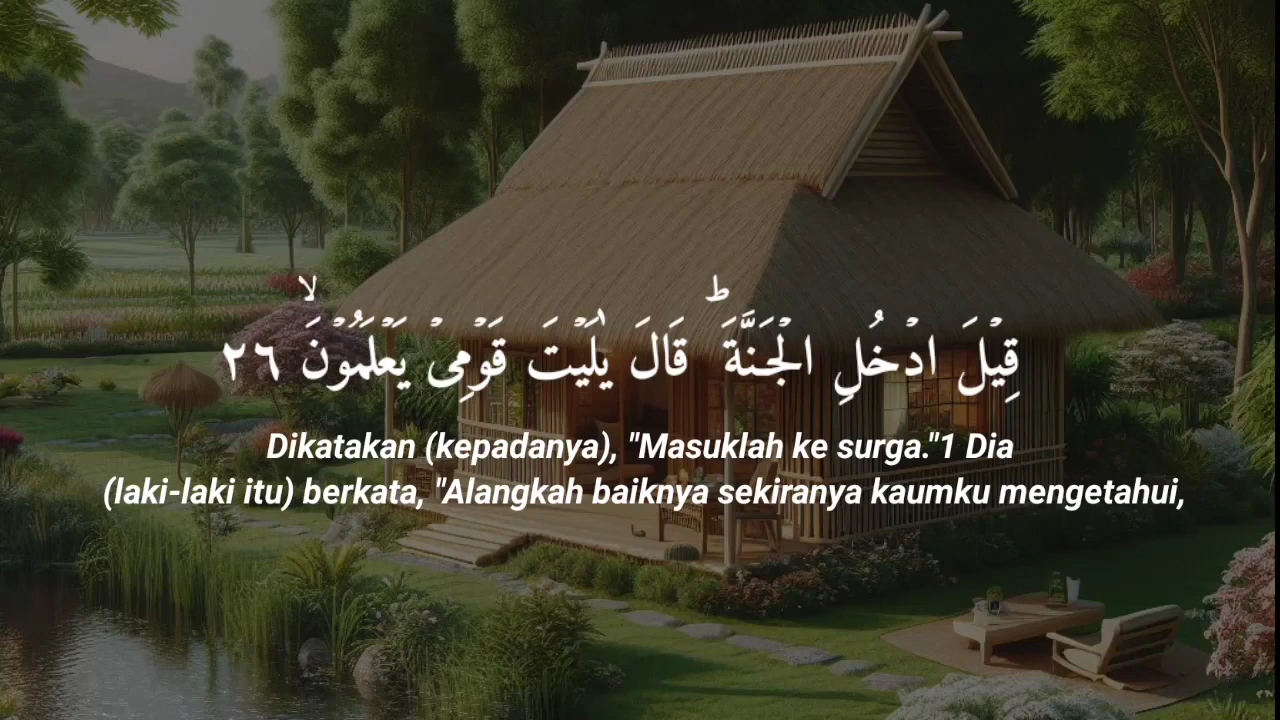 قِيْلَ ادْخُلِ الْجَنَّةَ ۗ قَالَ يٰلَيْتَ قَوْمِيْ يَعْلَمُوْنَۙ ٢٦
Dikatakan (kepadanya), "Masuklah ke surga."1 Dia
(laki-laki itu) berkata, "Alangkah baiknya sekiranya kaumku mengetahui,